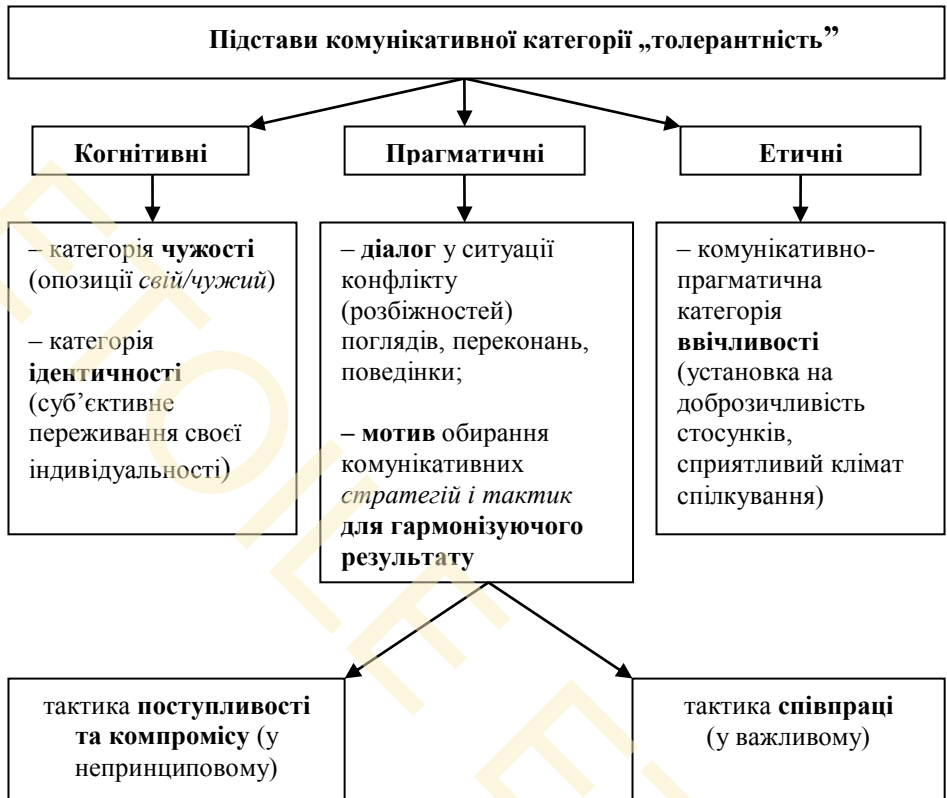 Підстави комунікативної категорії „толерантність”
Когнітивні
Прагматичні
Етичні
– категорія чужості
(опозиції свій/чужий)
– категорія
ідентичності
(суб’єктивне
переживання своєї
індивідуальності)
– діалог у ситуації
конфлікту
(розбіжностей)
поглядів, переконань,
поведінки;
– мотив обирання
комунікативних
стратегій і тактик
для гармонізуючого
результату
– комунікативно-
прагматична
категорія
ввічливості
(установка на
доброзичливість
стосунків,
сприятливий клімат
спілкування)
тактика поступливості
та компромісу (у
непринциповому)
тактика співпраці
(у важливому)